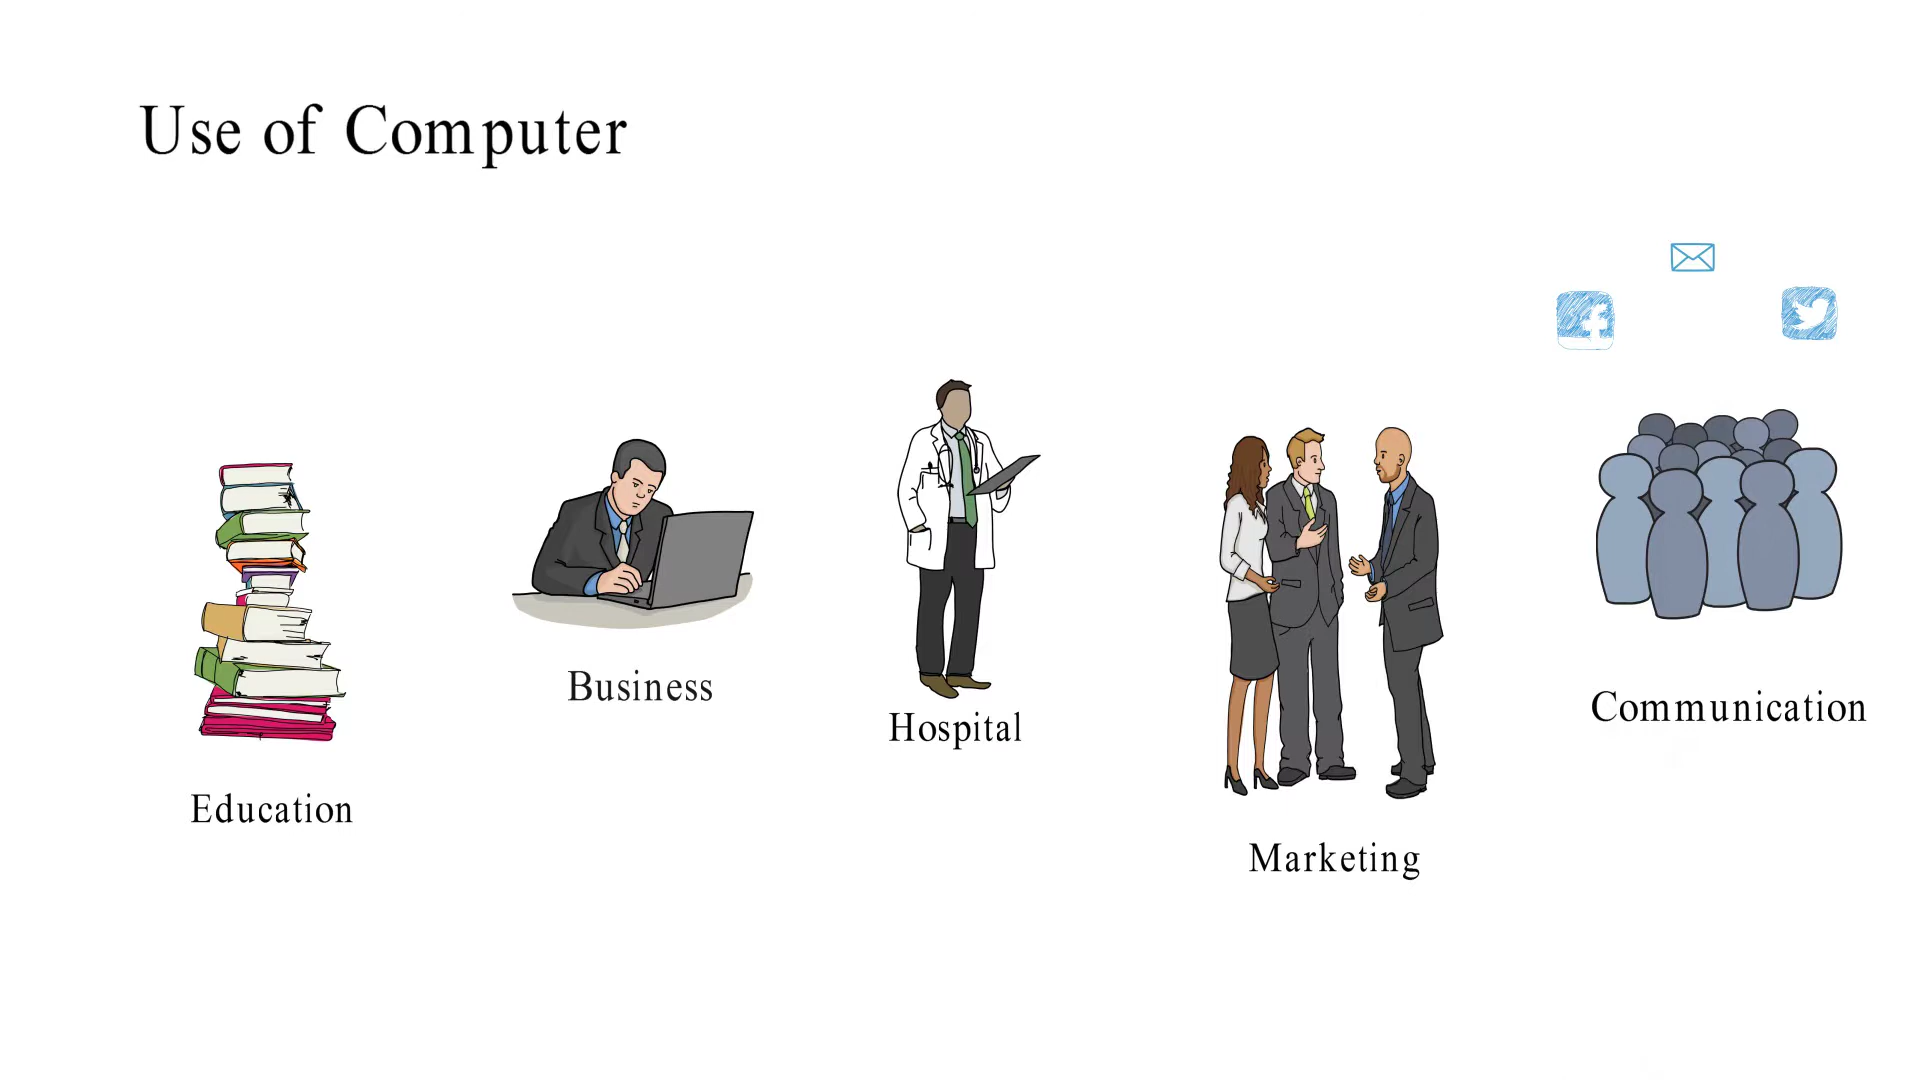 Use of Computer
Education
Business
Hospital
Marketing
Communication